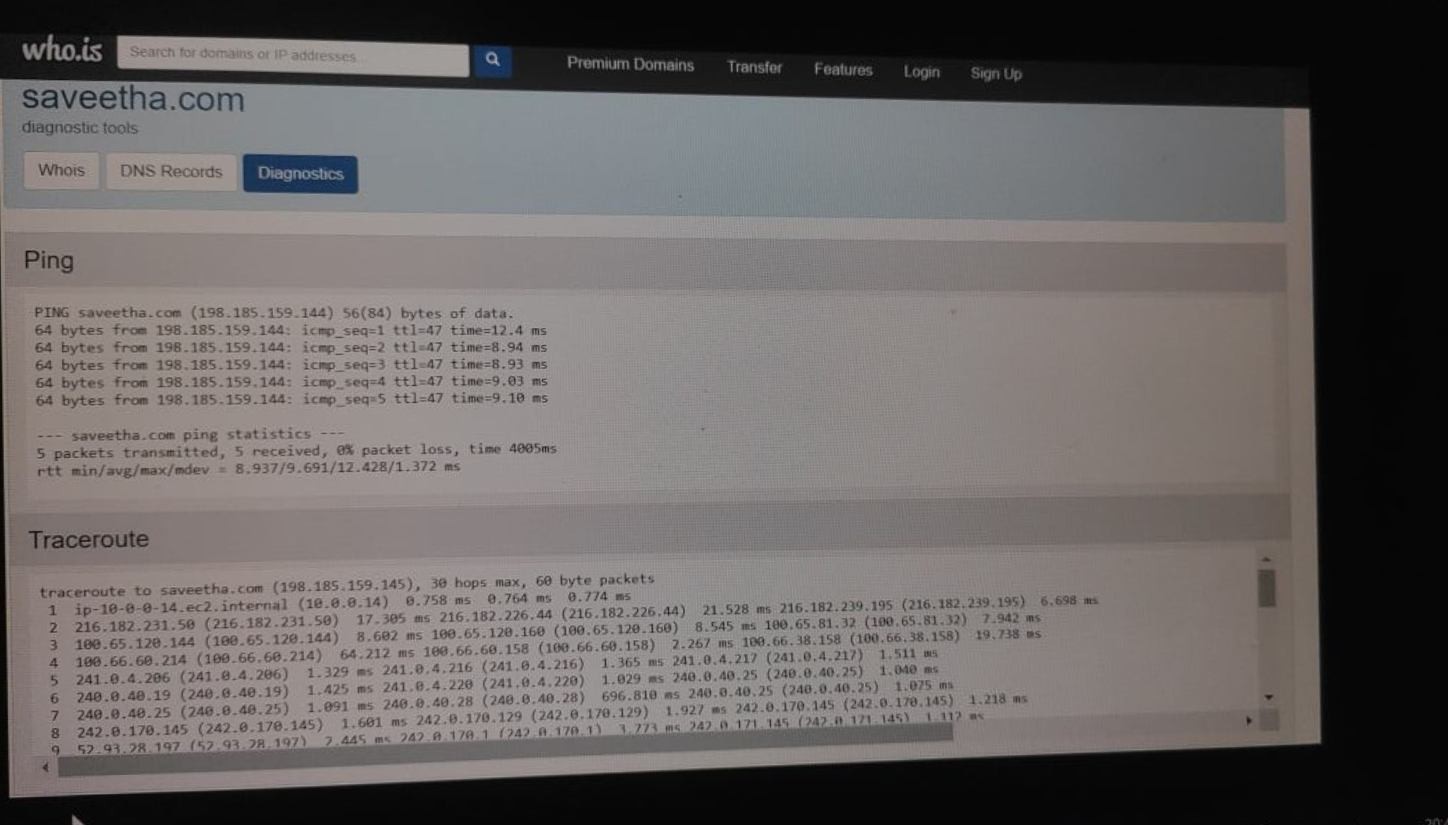 who.is Search for domains or IP addresses... Premium Domains Transfer Features Login Sign Up
saveetha.com
diagnostic tools
Whois DNS Records Diagnostics
Ping
PING saveetha.com (198.185.159.144) 56(84) bytes of data.
64 bytes from 198.185.159.144: icmp_seq=1 ttl=47 time=12.4 ms
64 bytes from 198.185.159.144: icmp_seq=2 ttl=47 time=8.94 ms
64 bytes from 198.185.159.144: icmp_seq=3 ttl=47 time=8.93 ms
64 bytes from 198.185.159.144: icmp_seq=4 ttl=47 time=9.03 ms
64 bytes from 198.185.159.144: icmp_seq=5 ttl=47 time=9.10 ms
--- saveetha.com ping statistics ---
5 packets transmitted, 5 received, 0% packet loss, time 4005ms
rtt min/avg/max/mdev = 8.937/9.691/12.428/1.372 ms
Traceroute
traceroute to saveetha.com (198.185.159.145), 30 hops max, 60 byte packets
1 ip-10-0-0-14.ec2.internal (10.0.0.14) 0.758 ms 0.764 ms 0.774 ms
2 216.182.231.50 (216.182.231.50) 17.305 ms 216.182.226.44 (216.182.226.44) 21.528 ms 216.182.239.195 (216.182.239.195) 6.698 ms
3 100.65.120.144 (100.65.120.144) 8.602 ms 100.65.120.160 (100.65.120.160) 8.545 ms 100.65.81.32 (100.65.81.32) 7.942 ms
4 100.66.60.214 (100.66.60.214) 64.212 ms 100.66.60.158 (100.66.60.158) 2.267 ms 100.66.38.158 (100.66.38.158) 19.738 ms
5 241.0.4.206 (241.0.4.206) 1.329 ms 241.0.4.216 (241.0.4.216) 1.365 ms 241.0.4.217 (241.0.4.217) 1.511 ms
6 240.0.40.19 (240.0.40.19) 1.425 ms 241.0.4.220 (241.0.4.220) 1.029 ms 240.0.40.25 (240.0.40.25) 1.040 ms
7 240.0.40.25 (240.0.40.25) 1.091 ms 240.0.40.28 (240.0.40.28) 696.810 ms 240.0.40.25 (240.0.40.25) 1.075 ms
8 242.0.170.145 (242.0.170.145) 1.601 ms 242.0.170.129 (242.0.170.129) 1.927 ms 242.0.170.145 (242.0.170.145) 1.218 ms
9 52.93.28.197 (52.93.28.197) 2.445 ms 242.0.170.1 (242.0.170.1) 3.773 ms 242.0.171.145 (242.0.171.145) 1.112 ms